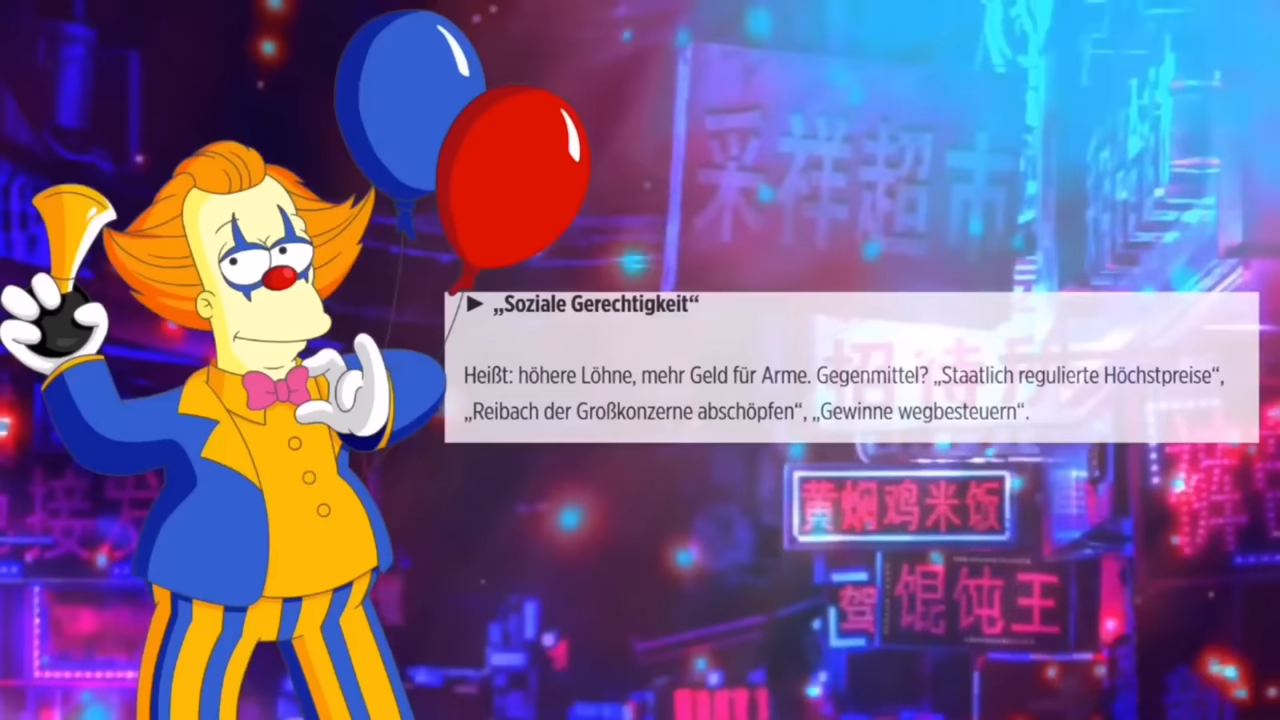 采祥超市
► „Soziale Gerechtigkeit“
Heißt: höhere Löhne, mehr Geld für Arme. Gegenmittel? „Staatlich regulierte Höchstpreise“,
„Reibach der Großkonzerne abschöpfen“, „Gewinne wegbesteuern“.
黄焖鸡米饭
馄饨王